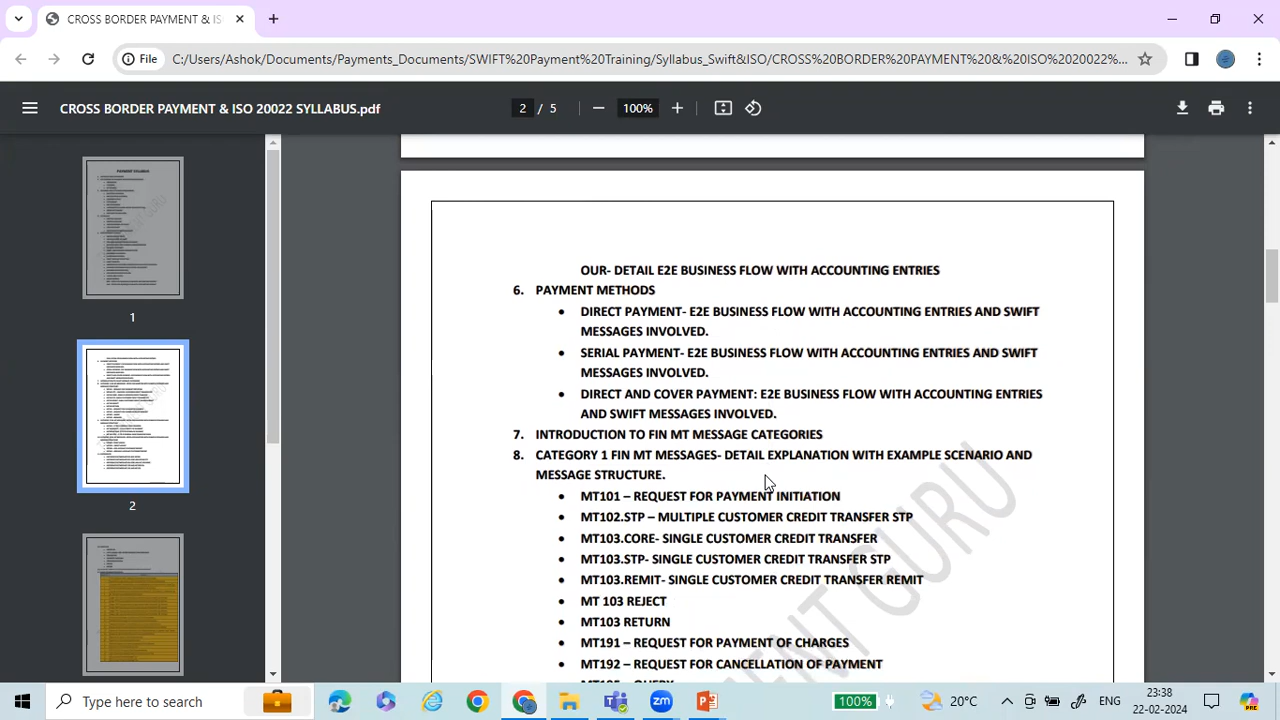 CROSS BORDER PAYMENT & IS
File
C:/Users/Ashok/Documents/Payments_Documents/SWIFT%20Payment%20Training/Syllabus_Swift&ISO/CROSS%20BORDER%20PAYMENT%20&%20ISO%2020022%...
CROSS BORDER PAYMENT & ISO 20022 SYLLABUS.pdf
2 / 5
100%
PAYMENT SYLLABUS
1
2
OUR- DETAIL E2E BUSINESS FLOW WITH ACCOUNTING ENTRIES
6. PAYMENT METHODS
• DIRECT PAYMENT- E2E BUSINESS FLOW WITH ACCOUNTING ENTRIES AND SWIFT
MESSAGES INVOLVED.
• SERIAL PAYMENT- E2E BUSINESS FLOW WITH ACCOUNTING ENTRIES AND SWIFT
MESSAGES INVOLVED.
• DIRECT AND COVER PAYMENT: E2E BUSINESS FLOW WITH ACCOUNTING ENTRIES
AND SWIFT MESSAGES INVOLVED.
7. INTRODUCTION TO FIN MT MESSAGE CATEGORIES
8. CATEGORY 1 FIN MT MESSAGES- DETAIL EXPLANATION WITH EXAMPLE SCENARIO AND
MESSAGE STRUCTURE.
• MT101 – REQUEST FOR PAYMENT INITIATION
• MT102.STP – MULTIPLE CUSTOMER CREDIT TRANSFER STP
• MT103.CORE- SINGLE CUSTOMER CREDIT TRANSFER
• MT103.STP- SINGLE CUSTOMER CREDIT TRANSFER STP
• MT103.REMIT- SINGLE CUSTOMER CREDIT TRANSFER REMIT
• MT 103 REJECT
• MT103 RETURN
• MT191 – REQUEST FOR PAYMENT OF CHARGES
• MT192 – REQUEST FOR CANCELLATION OF PAYMENT
GURU
Type here to search
100%
20°C
ENG
23:38
22-02-2024